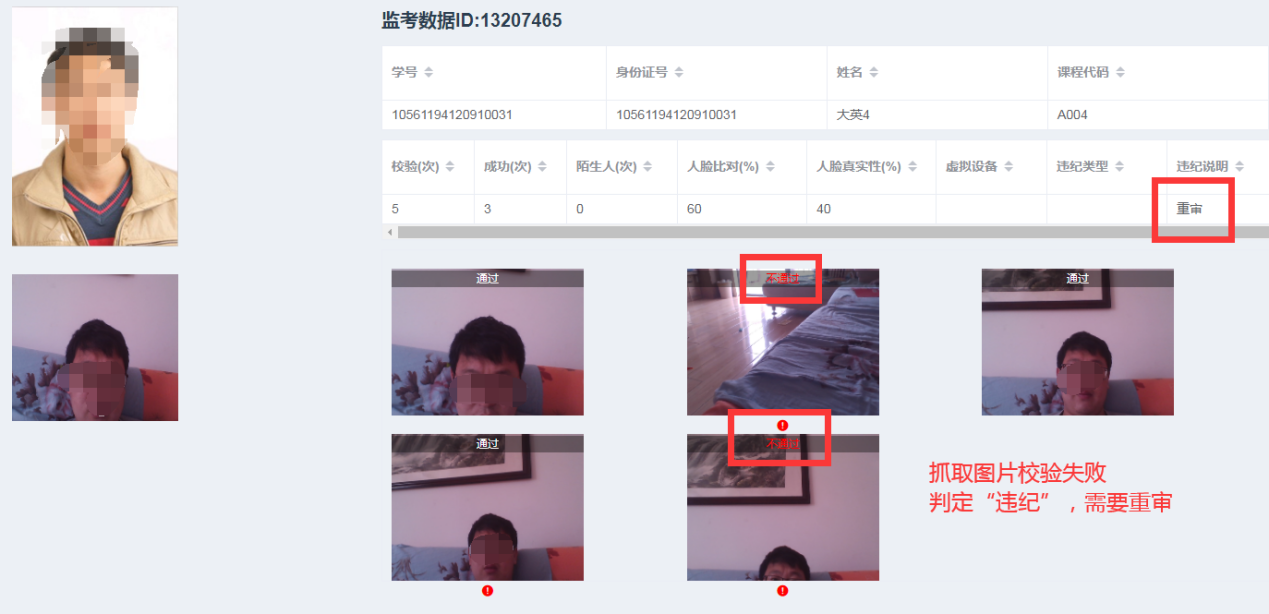 监考数据ID:13207465
学号 身份证号 姓名 课程代码
10561194120910031 10561194120910031 大英4 A004
校验(次) 成功(次) 陌生人(次) 人脸比对(%) 人脸真实性(%) 虚拟设备 违纪类型 违纪说明
5 3 0 60 40 重审
通过 不通过 通过
通过 不通过
抓取图片校验失败
判定“违纪”，需要重审